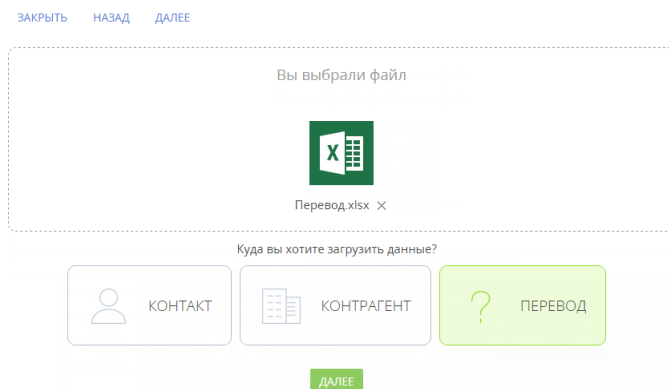 ЗАКРЫТЬ НАЗАД ДАЛЕЕ
Вы выбрали файл
X
Перевод.xlsx ×
Куда вы хотите загрузить данные?
КОНТАКТ КОНТРАГЕНТ ? ПЕРЕВОД
ДАЛЕЕ